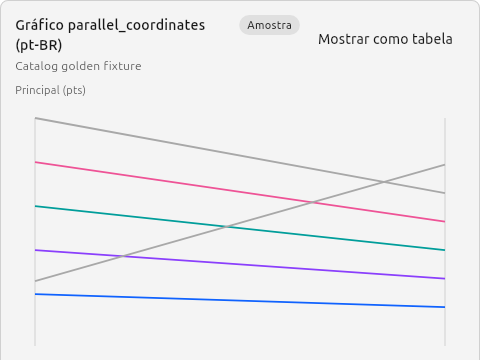 Gráfico parallel_coordinates
(pt-BR)
Amostra
Mostrar como tabela
Catalog golden fixture
Principal (pts)